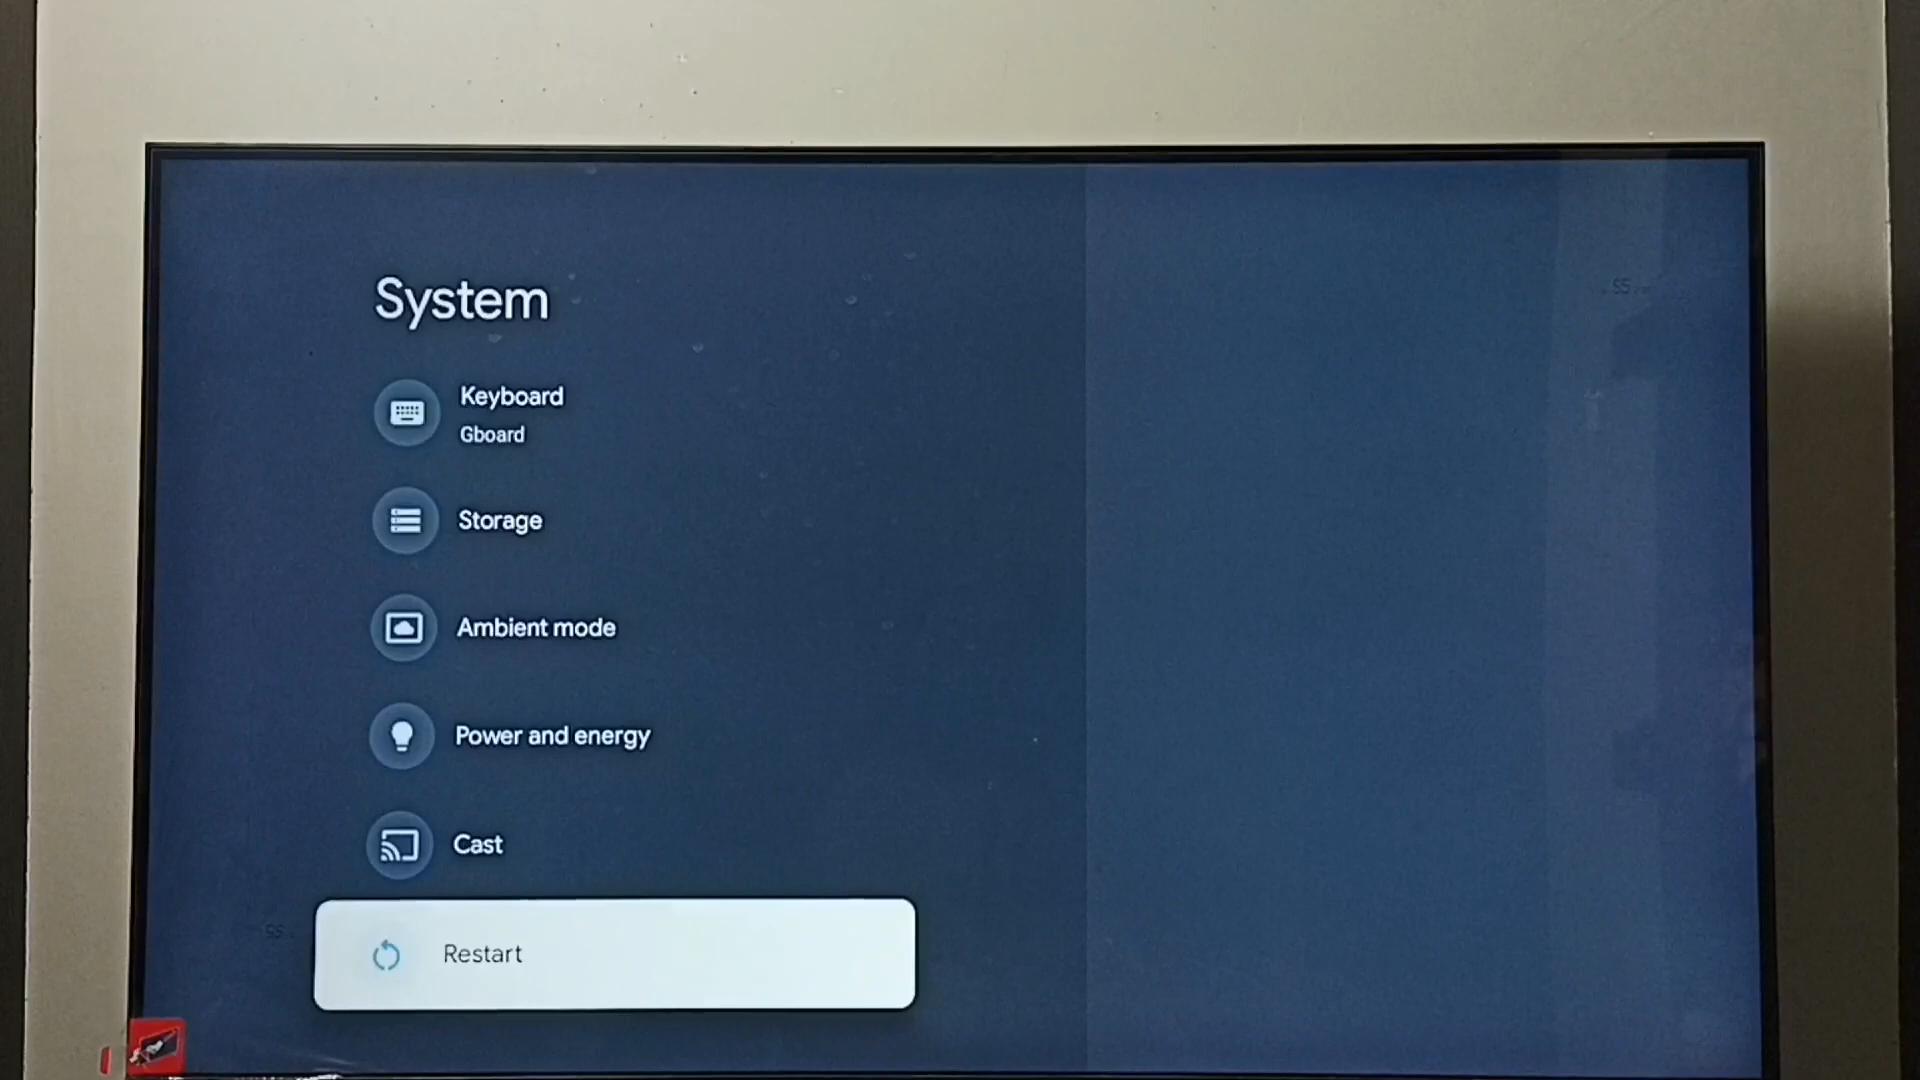 System
Keyboard
Gboard
Storage
Ambient mode
Power and energy
Cast
Restart